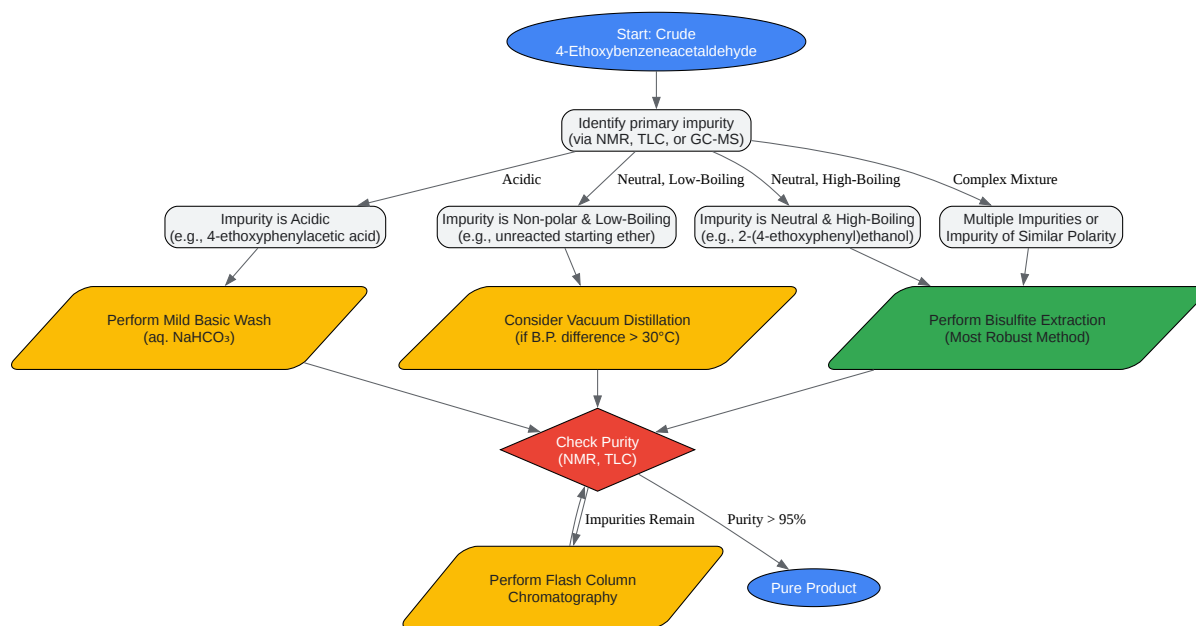 Start: Crude
4-Ethoxybenzeneacetaldehyde
Identify primary impurity
(via NMR, TLC, or GC-MS)
Acidic
Neutral, Low-Boiling
Neutral, High-Boiling
Complex Mixture
Impurity is Acidic
(e.g., 4-ethoxyphenylacetic acid)
Impurity is Non-polar & Low-Boiling
(e.g., unreacted starting ether)
Impurity is Neutral & High-Boiling
(e.g., 2-(4-ethoxyphenyl)ethanol)
Multiple Impurities or
Impurity of Similar Polarity
Perform Mild Basic Wash
(aq. NaHCO₃)
Consider Vacuum Distillation
(if B.P. difference > 30°C)
Perform Bisulfite Extraction
(Most Robust Method)
Check Purity
(NMR, TLC)
Impurities Remain
Purity > 95%
Perform Flash Column
Chromatography
Pure Product